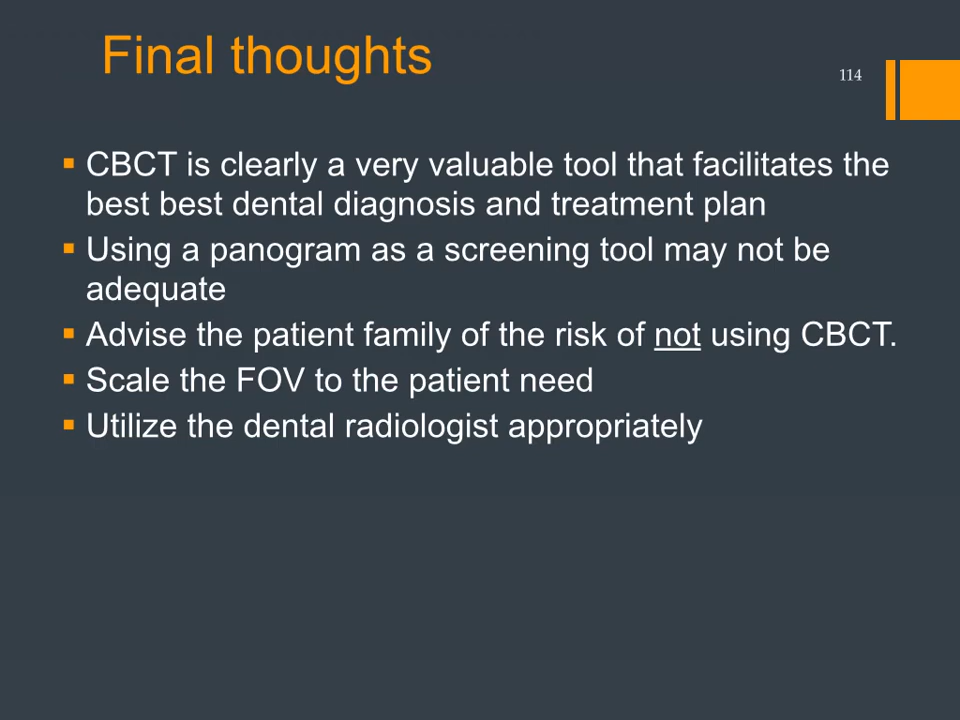 Final thoughts
114
▪ CBCT is clearly a very valuable tool that facilitates the
best best dental diagnosis and treatment plan
▪ Using a panogram as a screening tool may not be
adequate
▪ Advise the patient family of the risk of not using CBCT.
▪ Scale the FOV to the patient need
▪ Utilize the dental radiologist appropriately